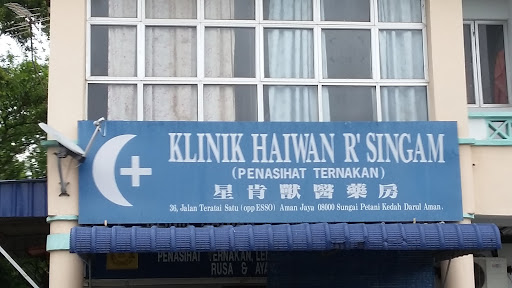 KLINIK HAIWAN R' SINGAM
(PENASIHAT TERNAKAN)
星肯獸醫藥房
36, Jalan Teratai Satu (opp ESSO) Aman Jaya 08000 Sungai Petani Kedah Darul Aman.
PENASIHAT TERNAKAN, LE
RUSA & AYA